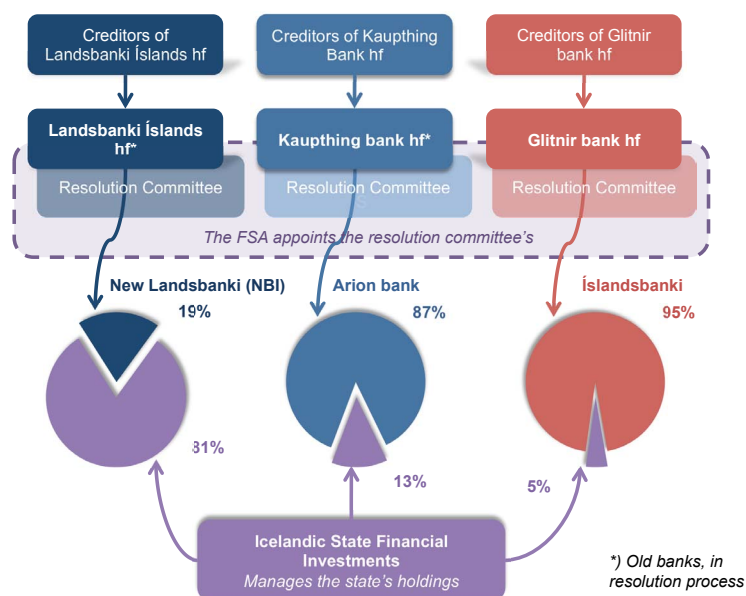 Creditors of
Landsbanki Íslands hf
Creditors of Kaupthing
Bank hf
Creditors of Glitnir
bank hf
Landsbanki Íslands
hf*
Kaupthing bank hf*
Glitnir bank hf
Resolution Committee
Resolution Committee
s
Resolution Committee
The FSA appoints the resolution committee's
New Landsbanki (NBI)
19%
Arion bank
87%
Íslandsbanki
95%
81%
13%
5%
Icelandic State Financial
Investments
Manages the state's holdings
*) Old banks, in
resolution process